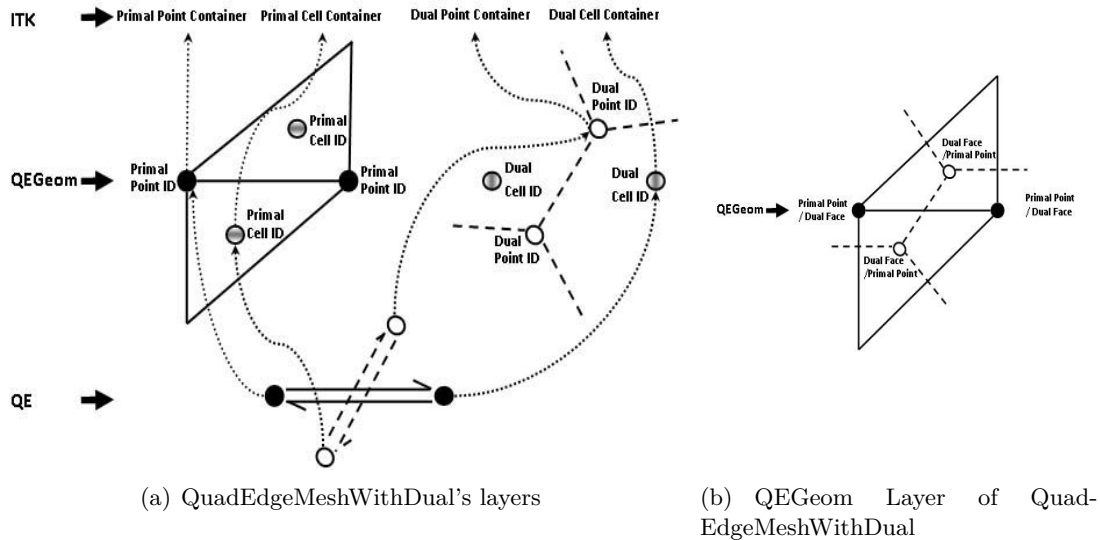 ITK
Primal Point Container Primal Cell Container Dual Point Container Dual Cell Container
Dual
Point ID
Primal
Cell ID
Primal
Point ID
QEGeom
Primal
Point ID
Dual
Cell ID
Dual
Cell ID
Primal
Cell ID
Dual
Point ID
QE
(a) QuadEdgeMeshWithDual's layers
Dual Face
/Primal Point
QEGeom
Primal Point
/ Dual Face
Primal Point
/ Dual Face
Dual Face
/Primal Point
(b) QEGeom Layer of Quad-
EdgeMeshWithDual